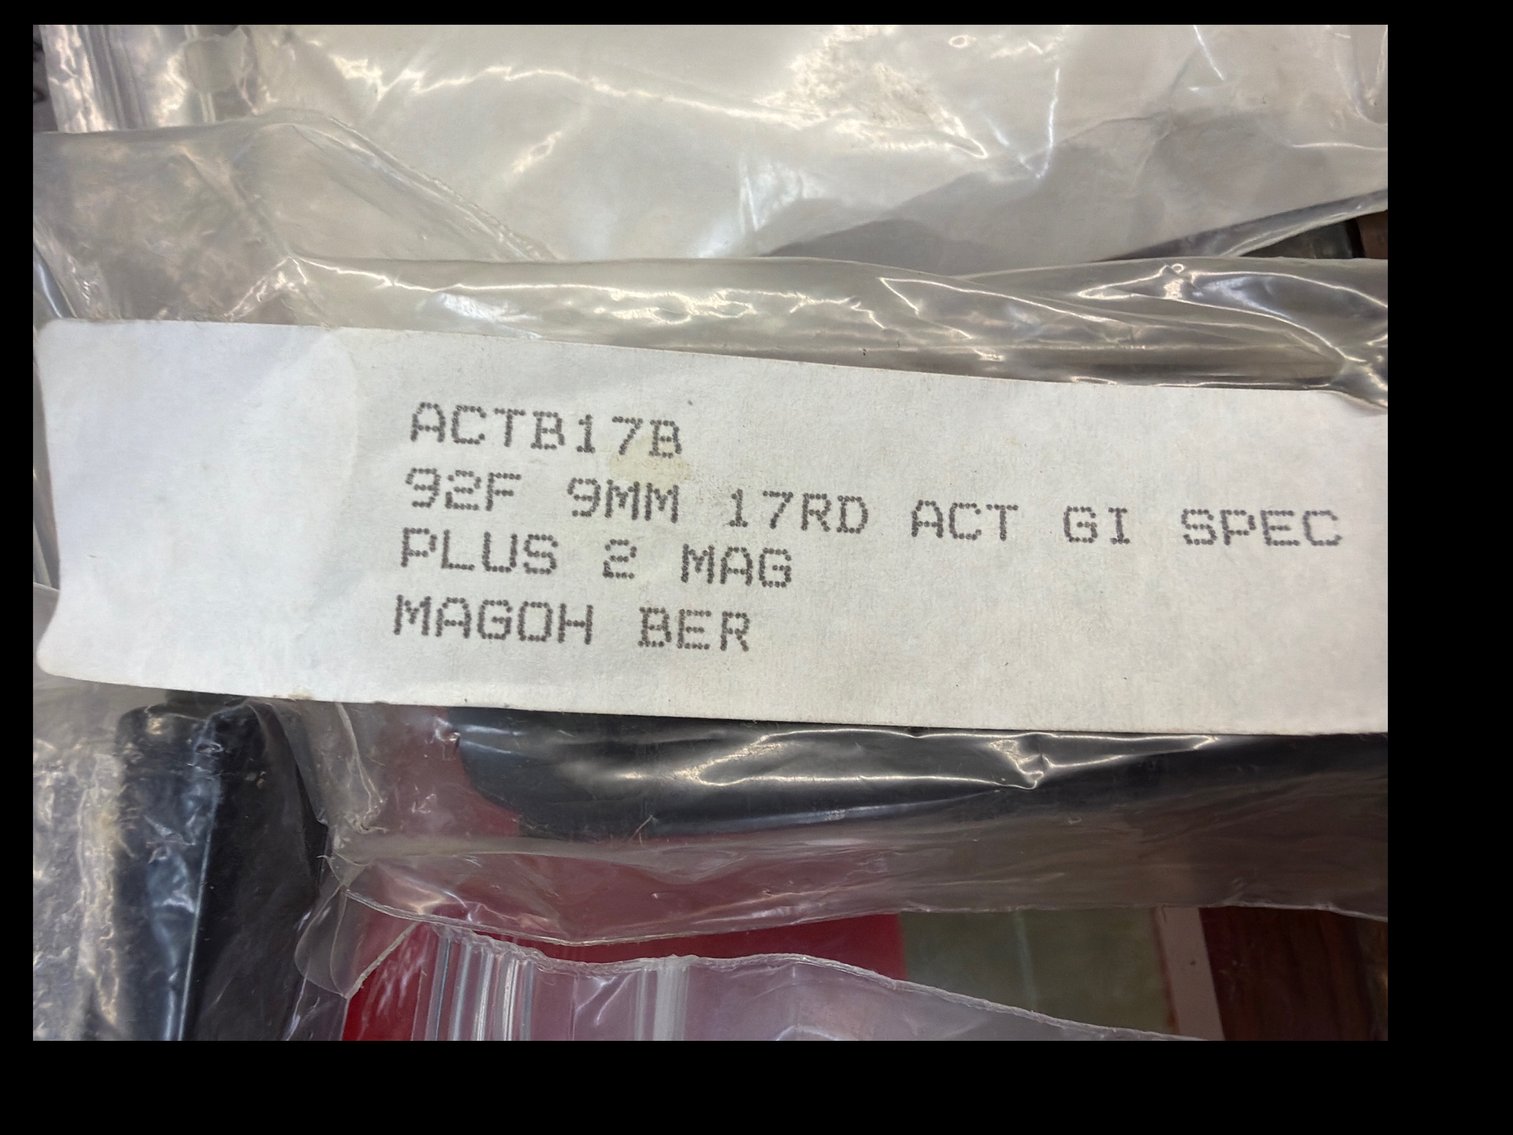 ACTB17B
92F 9MM 17RD ACT GI SPEC
PLUS 2 MAG
MAGOH BER